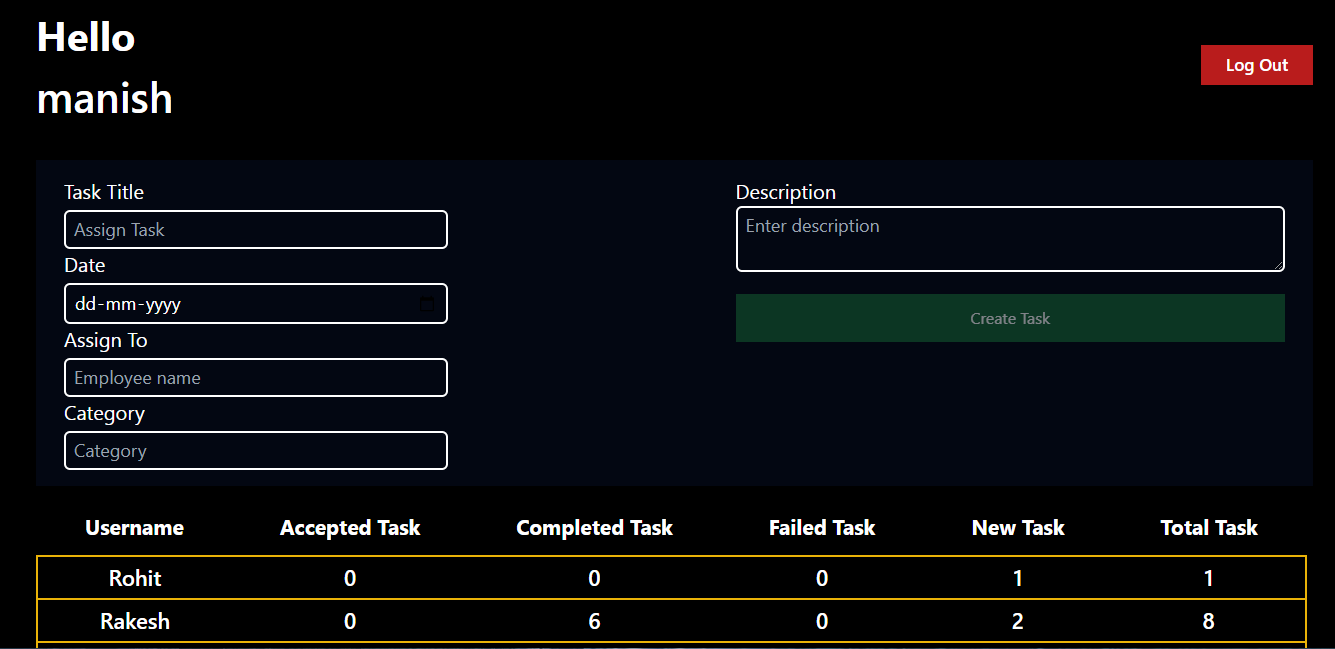 Hello
manish
Log Out
Task Title
Assign Task
Date
dd-mm-yyyy
Assign To
Employee name
Category
Category
Description
Enter description
Create Task
Username Accepted Task Completed Task Failed Task New Task Total Task
Rohit 0 0 0 1 1
Rakesh 0 6 0 2 8